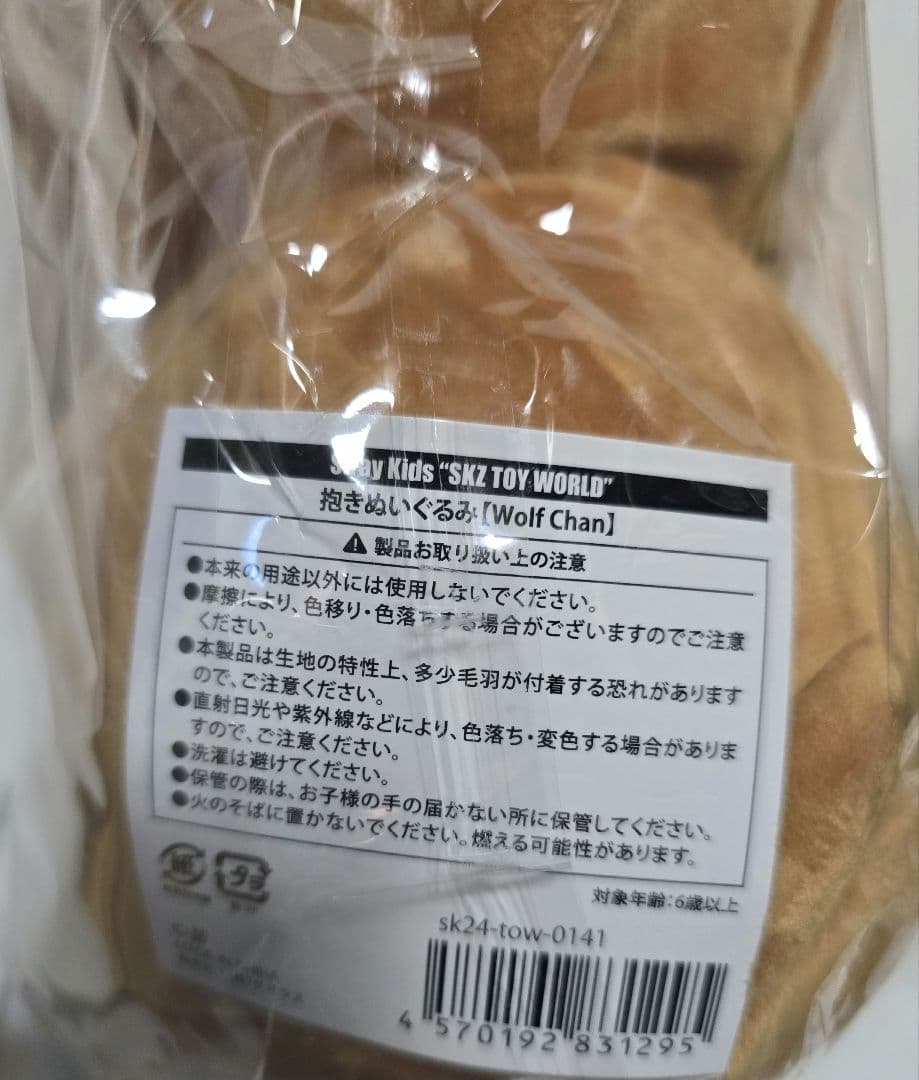 Stray Kids “SKZ TOY WORLD”
抱きぬいぐるみ【Wolf Chan】
製品お取り扱い上の注意
●本来の用途以外には使用しないでください。
●摩擦により、色移り・色落ちする場合がございますのでご注意
ください。
●本製品は生地の特性上、多少毛羽が付着する恐れがあります
ので、ご注意ください。
●直射日光や紫外線などにより、色落ち・変色する場合がありま
すので、ご注意ください。
●洗濯は避けてください。
●保管の際は、お子様の手の届かない所に保管してください。
●火のそばに置かないでください。燃える可能性があります。
対象年齢：6歳以上
紙 プラ
sk24-tow-0141
4 570192 831295